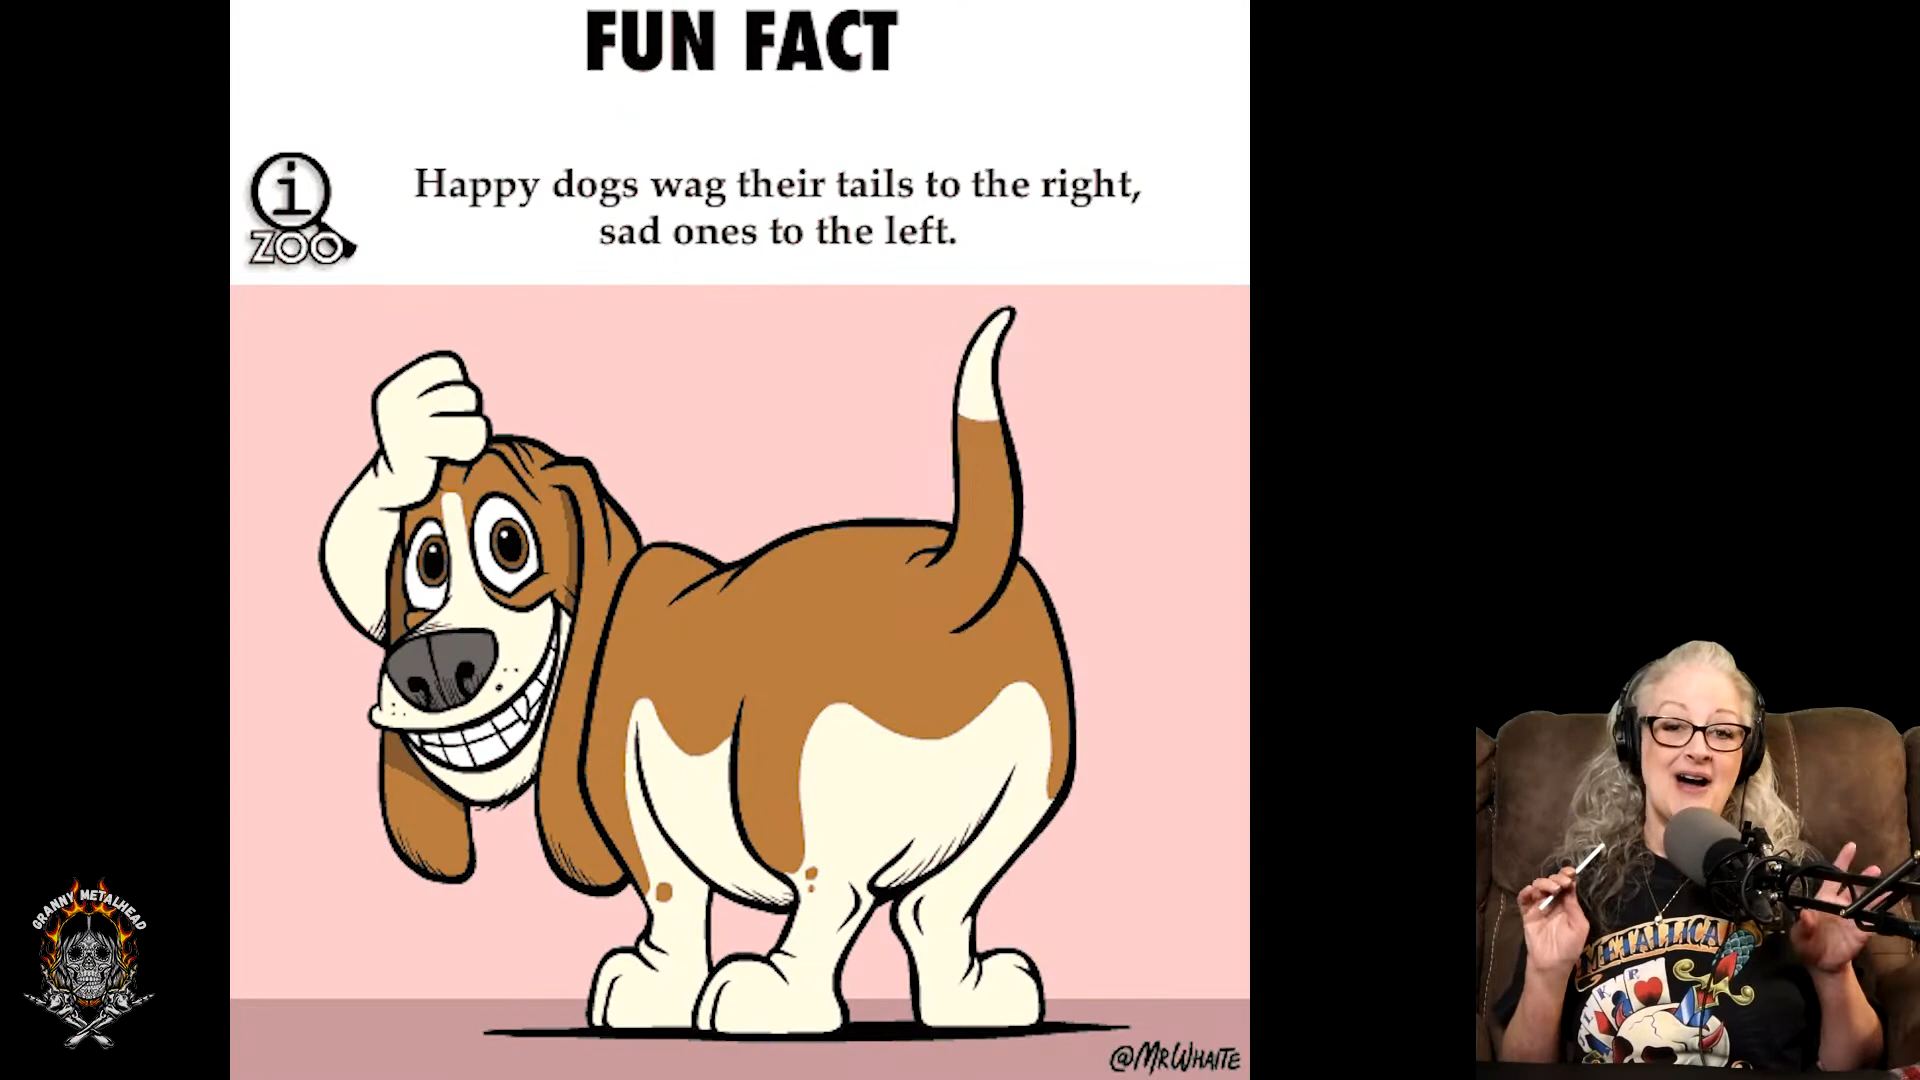 FUN FACT
i
ZOO
Happy dogs wag their tails to the right,
sad ones to the left.
@MRWHAITE
GRANNY METALHEAD
METALLICA